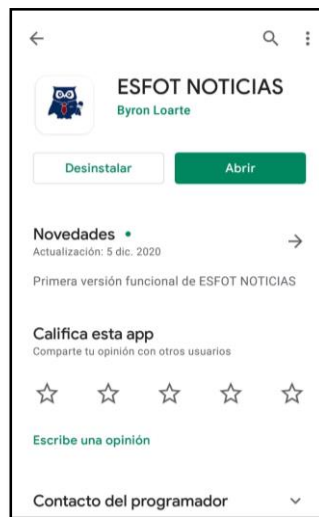 ESFOT NOTICIAS
Byron Loarte
Desinstalar
Abrir
Novedades
Actualización: 5 dic. 2020
Primera versión funcional de ESFOT NOTICIAS
Califica esta app
Comparte tu opinión con otros usuarios
Escribe una opinión
Contacto del programador